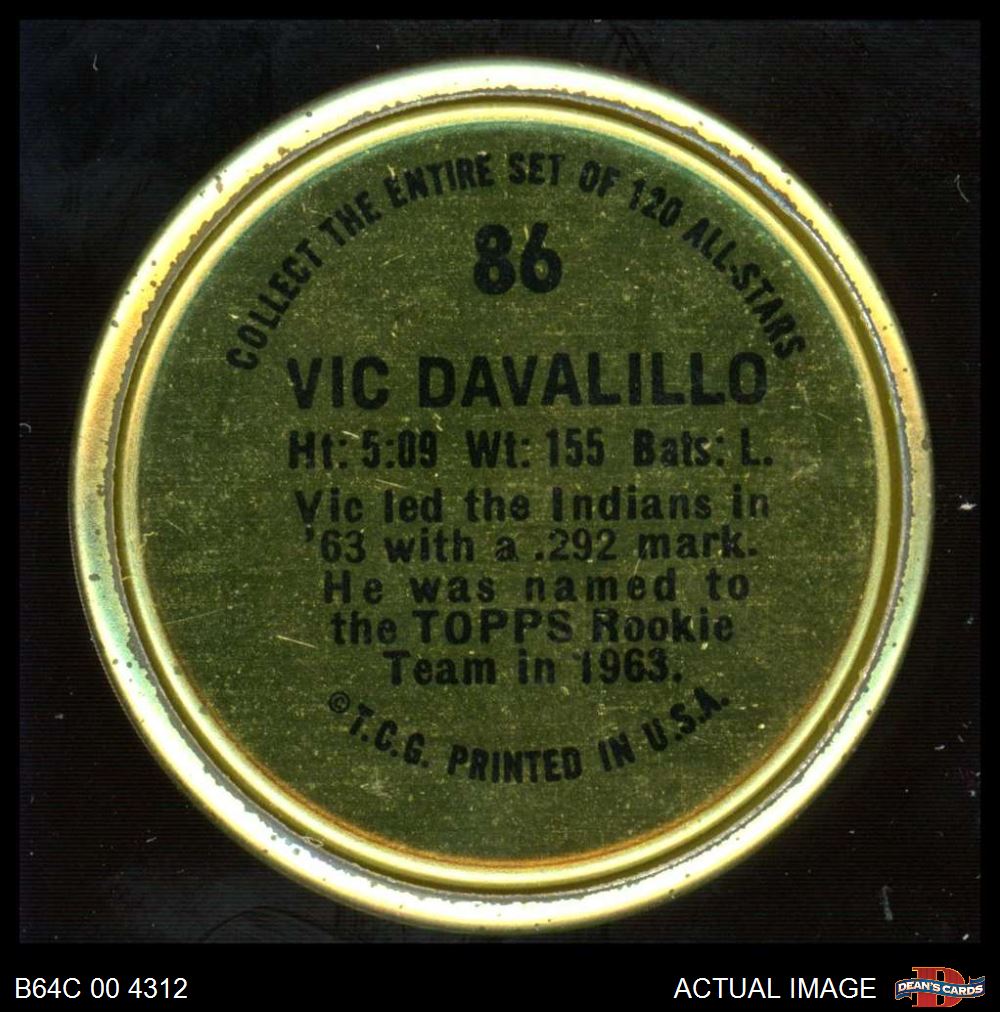 COLLECT THE ENTIRE SET OF 120 ALL-STARS
86
VIC DAVALILLO
Ht: 5:09 Wt: 155 Bats: L.
Vic led the Indians in
'63 with a .292 mark.
He was named to
the TOPPS Rookie
Team in 1963.
©T.C.G. PRINTED IN U.S.A.
B64C 00 4312
ACTUAL IMAGE
D
DEAN'S CARDS